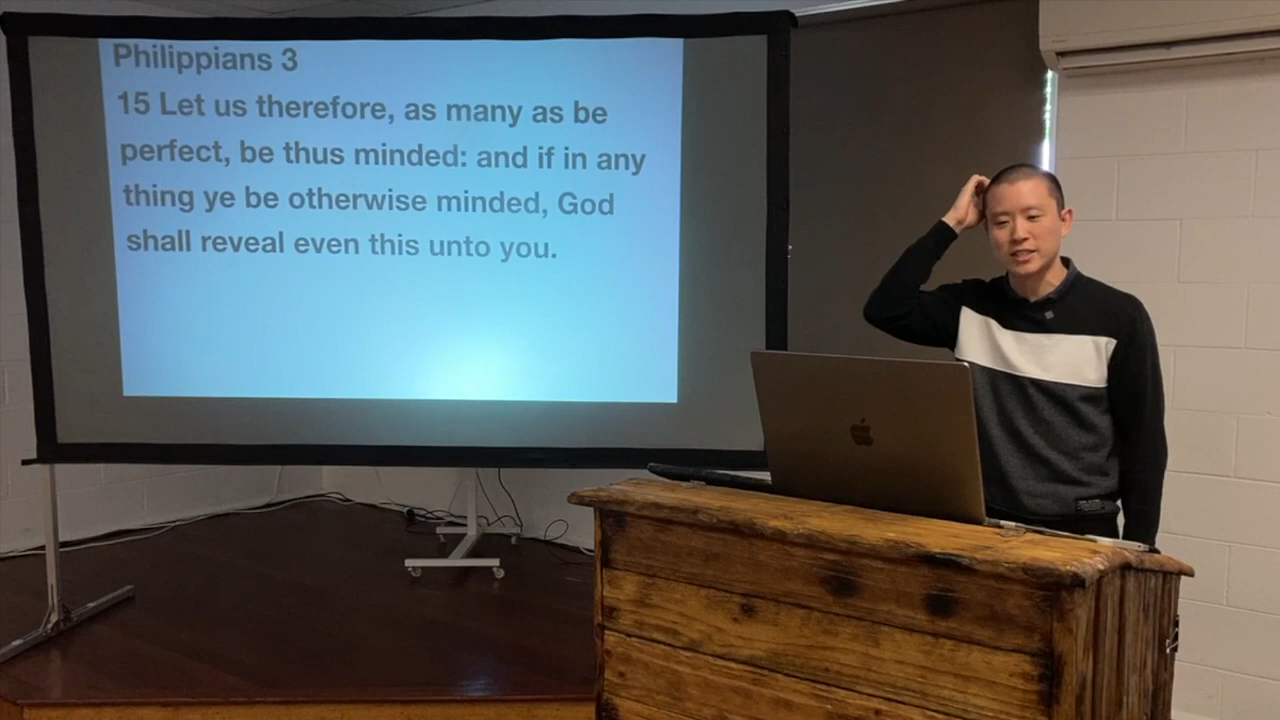 Philippians 3
15 Let us therefore, as many as be
perfect, be thus minded: and if in any
thing ye be otherwise minded, God
shall reveal even this unto you.